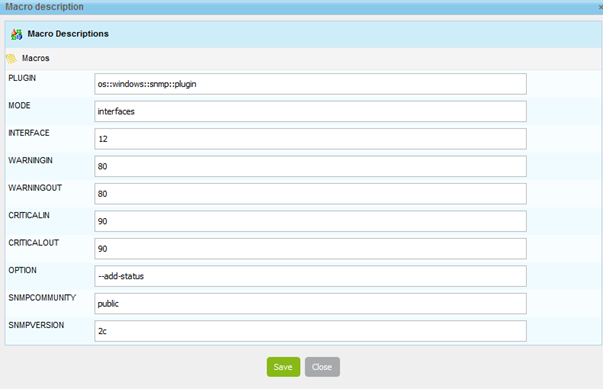 Macro description
Macro Descriptions
Macros
PLUGIN os::windows::snmp::plugin
MODE interfaces
INTERFACE 12
WARNINGIN 80
WARNINGOUT 80
CRITICALIN 90
CRITICALOUT 90
OPTION --add-status
SNMPCOMMUNITY public
SNMPVERSION 2c
Save Close